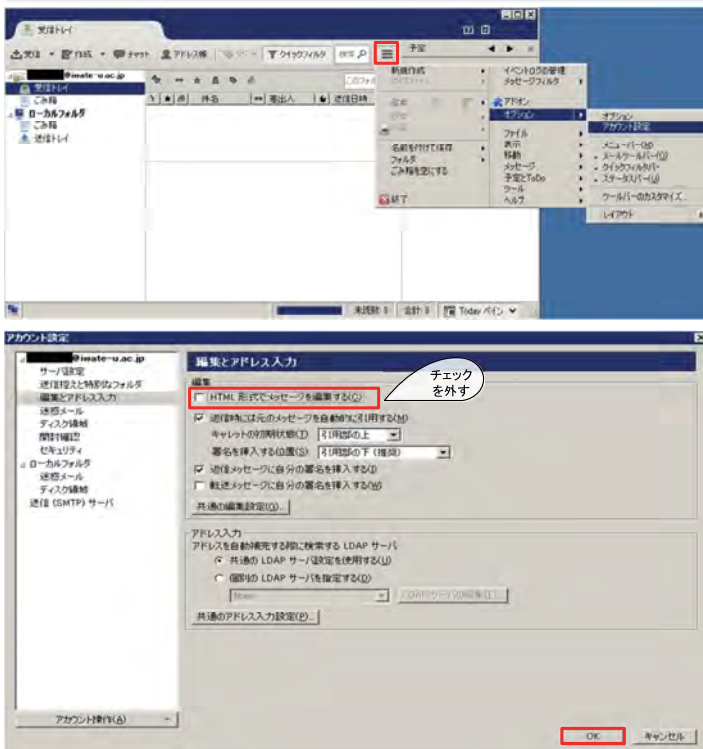 受信トレイ
受信 作成 チャット アドレス帳 クイックフィルタ 検索 予定
@iwate-u.ac.jp
受信トレイ
ごみ箱
ローカルフォルダ
ごみ箱
送信トレイ
件名 差出人 送信日時
新規作成
名前を付けて保存
フォルダ
ごみ箱を空にする
終了
イベントログの管理
メッセージフィルタ
アドオン
オプション
ファイル
表示
移動
メッセージ
予定とToDo
ツール
ヘルプ
オプション
アカウント設定
メニューバー(M)
メールツールバー(O)
クイックフィルタバー
ステータスバー(U)
ツールバーのカスタマイズ...
レイアウト
未読数 0 合計 0 Today ペイン
アカウント設定
@iwate-u.ac.jp
サーバ設定
送信控えと特別なフォルダ
編集とアドレス入力
迷惑メール
ディスク領域
開封確認
セキュリティ
ローカルフォルダ
迷惑メール
ディスク領域
送信 (SMTP) サーバ
アカウント操作(A)
編集とアドレス入力
編集
HTML 形式でメッセージを編集する(C)
チェック
を外す
返信時には元のメッセージを自動的に引用する(M)
キャレットの初期状態(T) 引用部の上
署名を挿入する位置(S) 引用部の下 (推奨)
返信メッセージに自分の署名を挿入する(I)
転送メッセージに自分の署名を挿入する(W)
共通の編集設定(G)...
アドレス入力
アドレスを自動補完する際に検索する LDAP サーバ
共通の LDAP サーバ設定を使用する(U)
個別の LDAP サーバを指定する(D)
None
LDAP サーバの編集(E)...
共通のアドレス入力設定(P)...
OK キャンセル